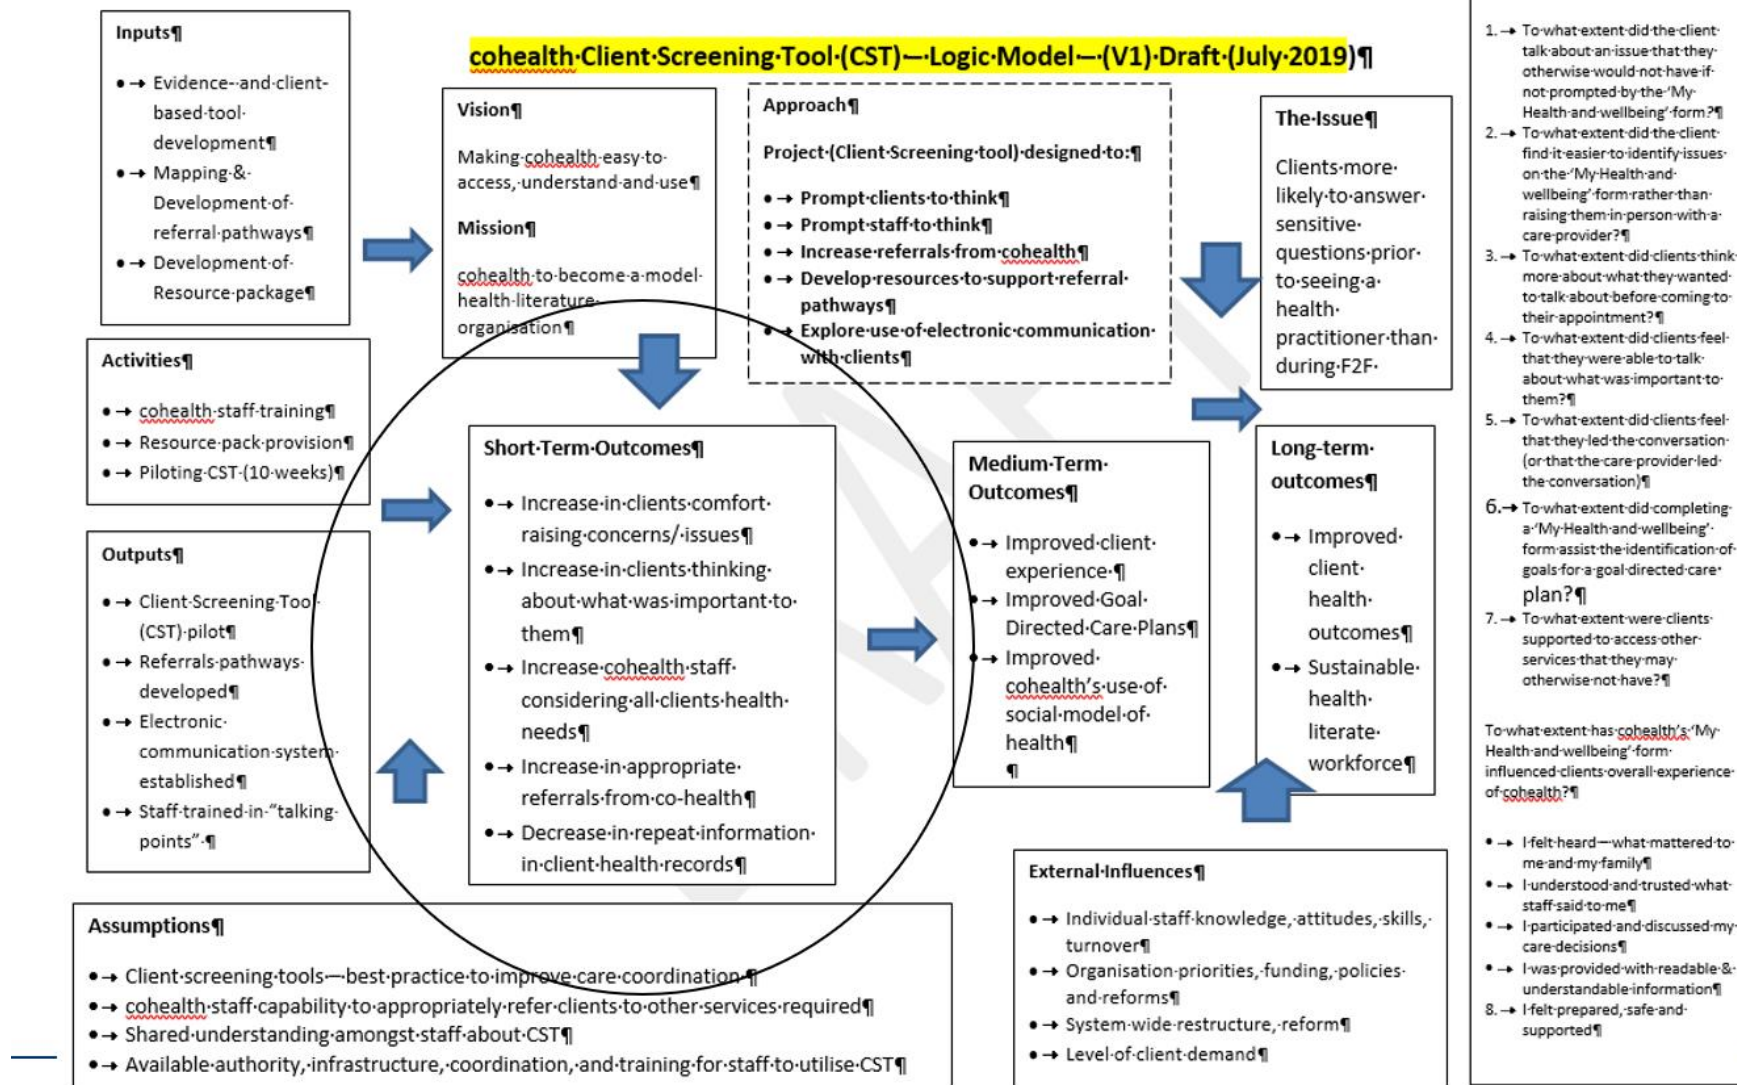 cohealth Client Screening Tool (CST) — Logic Model — (V1) Draft (July 2019)¶
Inputs¶
Evidence- and client-
based tool
development¶
Mapping &
Development of
referral pathways¶
Development of
Resource package¶
Activities¶
cohealth staff training¶
Resource pack provision¶
Piloting CST (10 weeks)¶
Outputs¶
Client Screening Tool
(CST) pilot¶
Referrals pathways
developed¶
Electronic
communication system
established¶
Staff trained in “talking
points” ¶
Vision¶
Making cohealth easy to
access, understand and use¶
Mission¶
cohealth to become a model
health literature
organisation¶
Approach¶
Project (Client Screening tool) designed to:¶
Prompt clients to think¶
Prompt staff to think¶
Increase referrals from cohealth¶
Develop resources to support referral
pathways¶
Explore use of electronic communication
with clients¶
The Issue¶
Clients more
likely to answer
sensitive
questions prior
to seeing a
health
practitioner than
during F2F
Short Term Outcomes¶
Increase in clients comfort
raising concerns/ issues¶
Increase in clients thinking
about what was important to
them¶
Increase cohealth staff
considering all clients health
needs¶
Increase in appropriate
referrals from co-health¶
Decrease in repeat information
in client health records¶
Medium Term
Outcomes¶
Improved client
experience ¶
Improved Goal
Directed Care Plans¶
Improved
cohealth’s use of
social model of
health¶
¶
Long-term
outcomes¶
Improved
client
health
outcomes¶
Sustainable
health
literate
workforce¶
Assumptions¶
Client screening tools — best practice to improve care coordination ¶
cohealth staff capability to appropriately refer clients to other services required¶
Shared understanding amongst staff about CST¶
Available authority, infrastructure, coordination, and training for staff to utilise CST¶
External Influences¶
Individual staff knowledge, attitudes, skills,
turnover¶
Organisation priorities, funding, policies
and reforms¶
System wide restructure, reform¶
Level of client demand¶
1. To what extent did the client
talk about an issue that they
otherwise would not have if
not prompted by the ‘My
Health and wellbeing’ form?¶
2. To what extent did the client
find it easier to identify issues
on the ‘My Health and
wellbeing’ form rather than
raising them in person with a
care provider?¶
3. To what extent did clients think
more about what they wanted
to talk about before coming to
their appointment?¶
4. To what extent did clients feel
that they were able to talk
about what was important to
them?¶
5. To what extent did clients feel
that they led the conversation
(or that the care provider led
the conversation)¶
6. To what extent did completing
a ‘My Health and wellbeing’
form assist the identification of
goals for a goal directed care
plan?¶
7. To what extent were clients
supported to access other
services that they may
otherwise not have?¶
To what extent has cohealth’s ‘My
Health and wellbeing’ form
influenced clients overall experience
of cohealth?¶
I felt heard — what mattered to
me and my family¶
I understood and trusted what
staff said to me¶
I participated and discussed my
care decisions¶
I was provided with readable &
understandable information¶
8. I felt prepared, safe and
supported¶